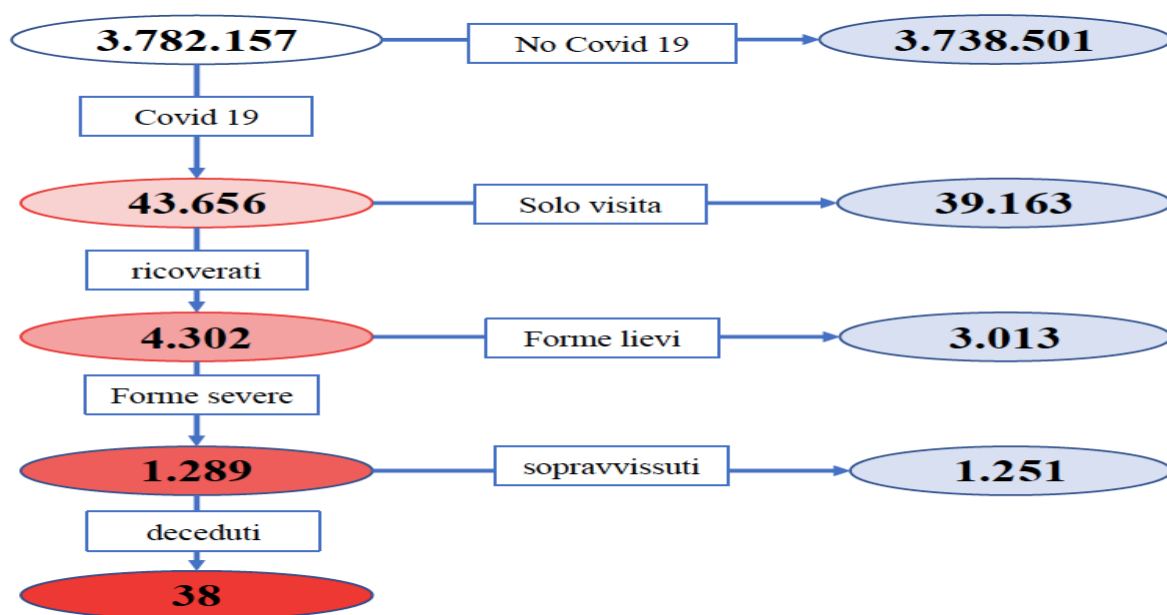 3.782.157
No Covid 19
3.738.501
Covid 19
43.656
Solo visita
39.163
ricoverati
4.302
Forme lievi
3.013
Forme severe
1.289
sopravvissuti
1.251
deceduti
38